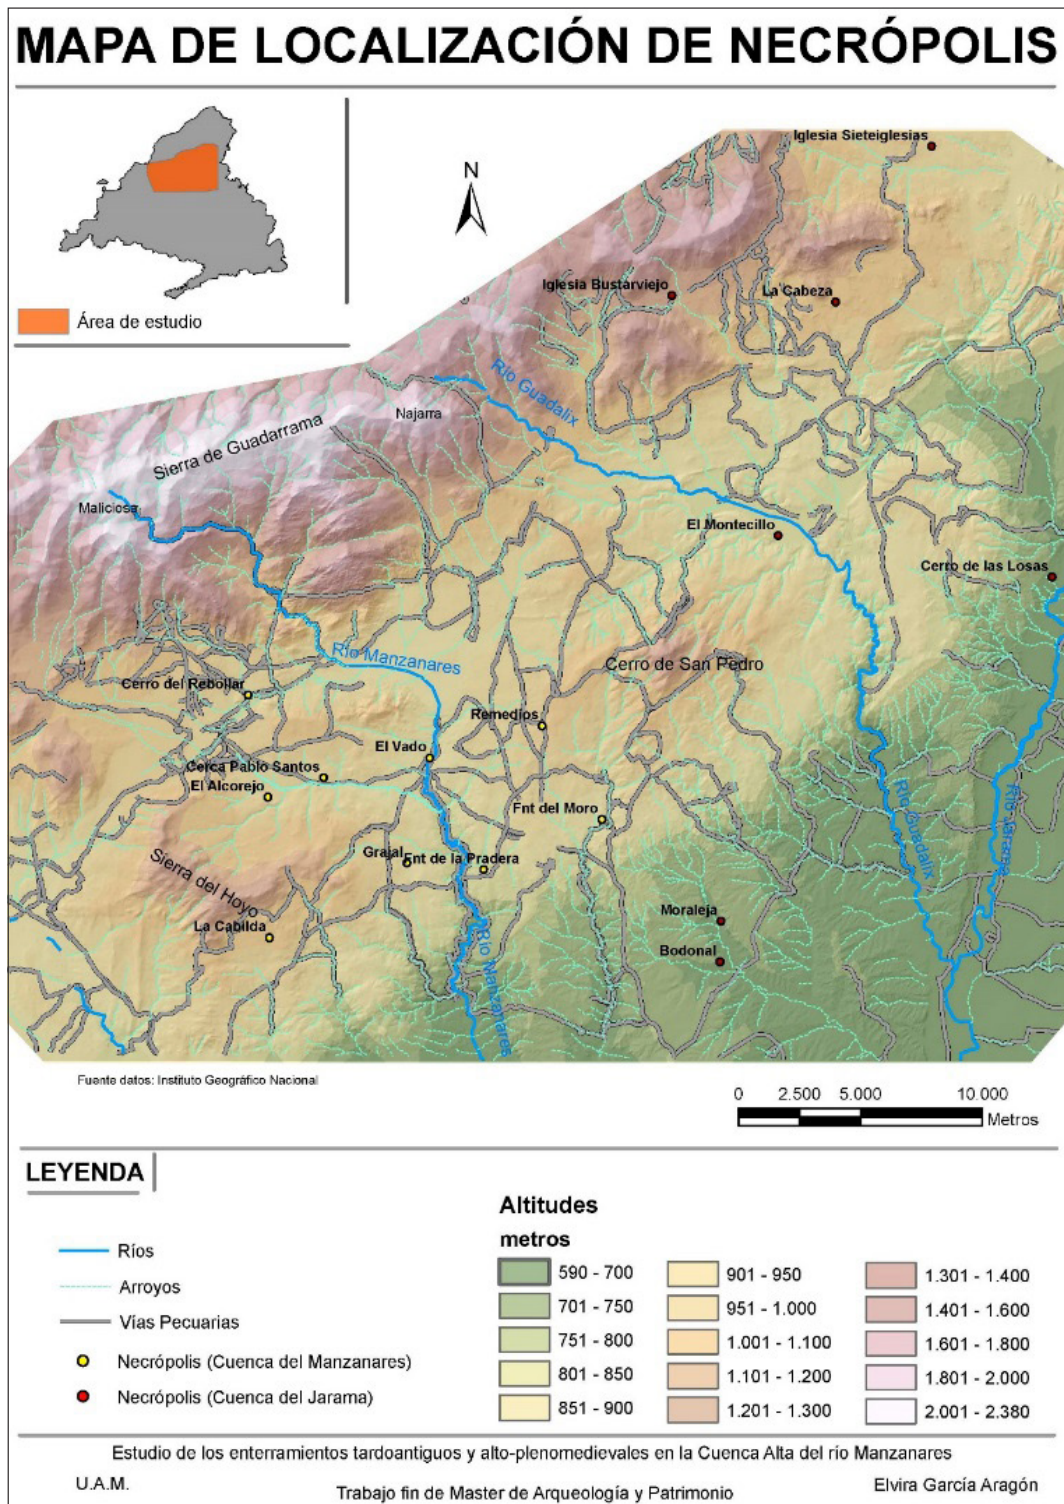 MAPA DE LOCALIZACIÓN DE NECRÓPOLIS
Área de estudio
N
Iglesia Sieteiglesias
Iglesia Bustarviejo
La Cabeza
Río Guadalix
Najarra
Sierra de Guadarrama
Maliciosa
El Montecillo
Cerro de las Losas
Río Manzanares
Cerro de San Pedro
Cerro del Rebollar
Remedios
El Vado
Cerca Pablo Santos
El Alcorejo
Fnt del Moro
Río Guadalix
Río Jarama
Grajal
Fnt de la Pradera
Sierra del Hoyo
La Cabilda
Moraleja
Bodonal
Río Manzanares
Fuente datos: Instituto Geográfico Nacional
0 2.500 5.000 10.000
Metros
LEYENDA
Ríos
Arroyos
Vías Pecuarias
Necrópolis (Cuenca del Manzanares)
Necrópolis (Cuenca del Jarama)
Altitudes
metros
590 - 700
701 - 750
751 - 800
801 - 850
851 - 900
901 - 950
951 - 1.000
1.001 - 1.100
1.101 - 1.200
1.201 - 1.300
1.301 - 1.400
1.401 - 1.600
1.601 - 1.800
1.801 - 2.000
2.001 - 2.380
Estudio de los enterramientos tardoantiguos y alto-plenomedievales en la Cuenca Alta del río Manzanares
U.A.M.
Trabajo fin de Master de Arqueología y Patrimonio
Elvira García Aragón